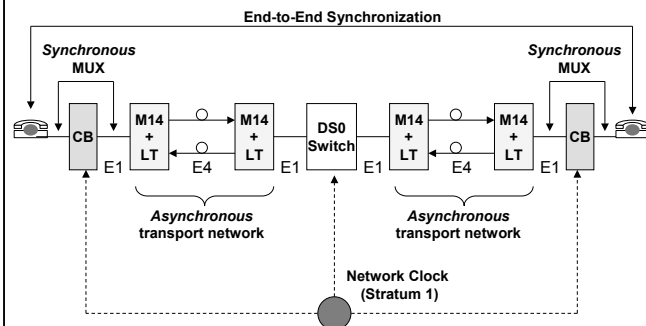 End-to-End Synchronization
Synchronous
MUX
Synchronous
MUX
CB
E1
M14
+
LT
E4
M14
+
LT
E1
DS0
Switch
E1
M14
+
LT
E4
M14
+
LT
E1
CB
Asynchronous
transport network
Asynchronous
transport network
Network Clock
(Stratum 1)